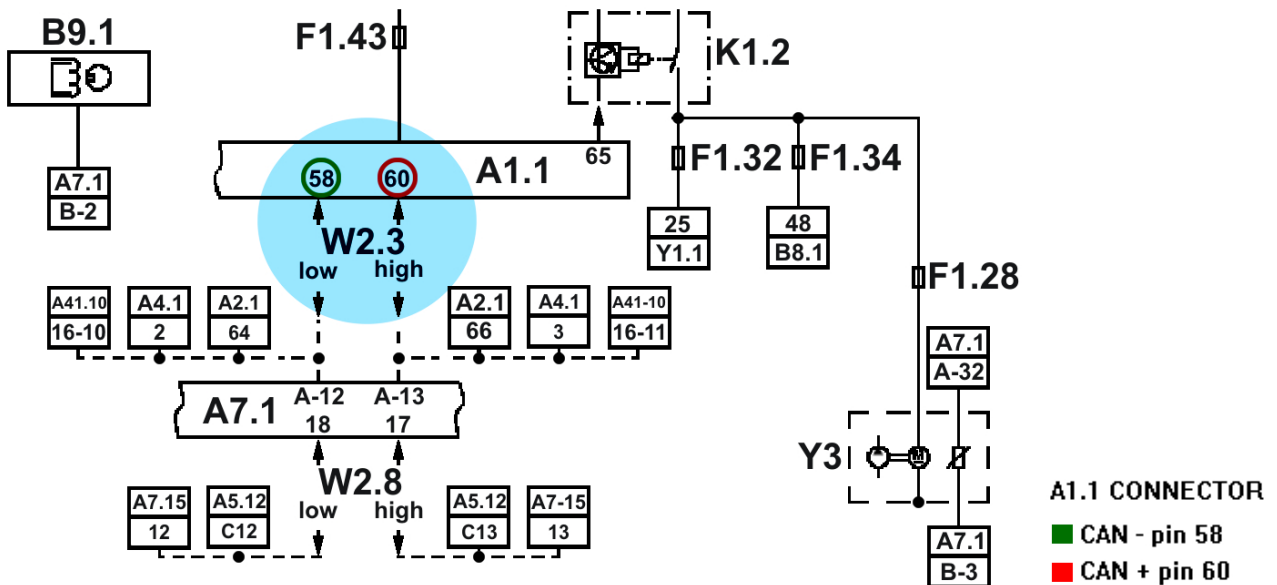 B9.1
F1.43
K1.2
A7.1
B-2
58
60
A1.1
65
F1.32
F1.34
25
Y1.1
48
B8.1
W2.3
low
high
F1.28
A41.10
16-10
A4.1
2
A2.1
64
A2.1
66
A4.1
3
A41-10
16-11
A7.1
A-32
A7.1
A-12
18
A-13
17
Y3
M
W2.8
low
high
A7.15
12
A5.12
C12
A5.12
C13
A7-15
13
A7.1
B-3
A1.1 CONNECTOR
CAN - pin 58
CAN + pin 60